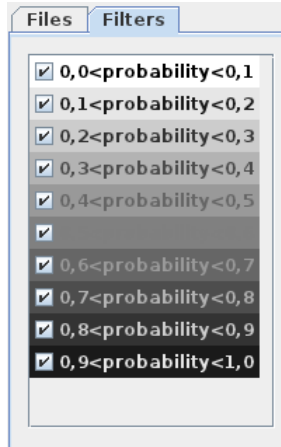 Files Filters
0,0<probability<0,1
0,1<probability<0,2
0,2<probability<0,3
0,3<probability<0,4
0,4<probability<0,5
0,6<probability<0,7
0,7<probability<0,8
0,8<probability<0,9
0,9<probability<1,0